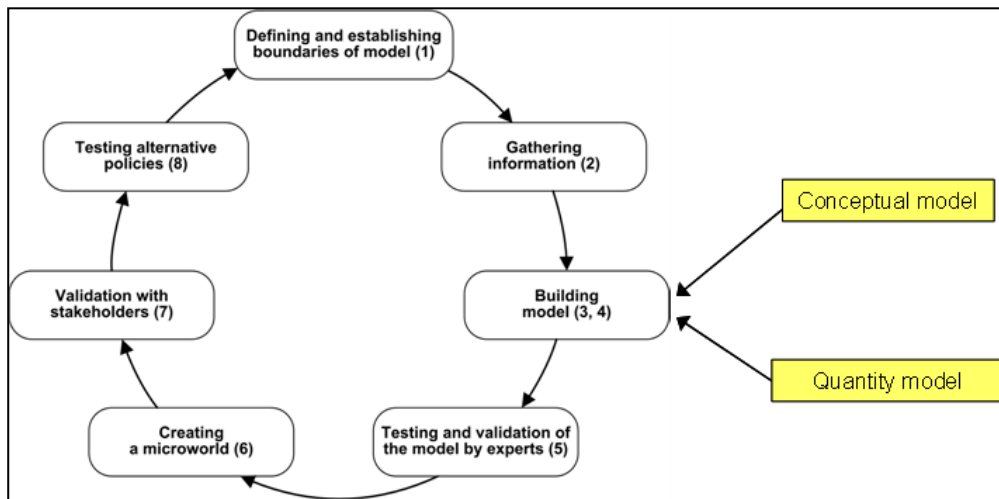 Defining and establishing
boundaries of model (1)
Gathering
information (2)
Building
model (3, 4)
Testing and validation of
the model by experts (5)
Creating
a microworld (6)
Validation with
stakeholders (7)
Testing alternative
policies (8)
Conceptual model
Quantity model